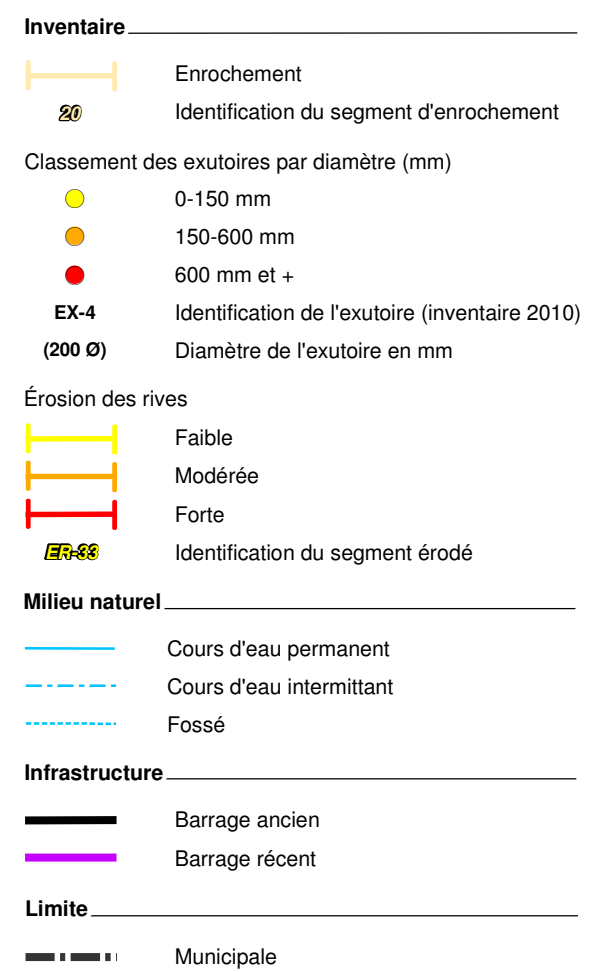 Inventaire
Enrochement
20 Identification du segment d'enrochement
Classement des exutoires par diamètre (mm)
0-150 mm
150-600 mm
600 mm et +
EX-4 Identification de l'exutoire (inventaire 2010)
(200 Ø) Diamètre de l'exutoire en mm
Érosion des rives
Faible
Modérée
Forte
ER-33 Identification du segment érodé
Milieu naturel
Cours d'eau permanent
Cours d'eau intermittant
Fossé
Infrastructure
Barrage ancien
Barrage récent
Limite
Municipale